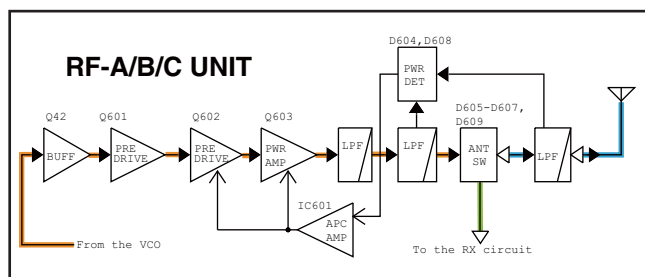 RF-A/B/C UNIT
D604,D608
PWR
DET
Q42
Q601
Q602
Q603
D605-D607,
D609
BUFF
PRE
DRIVE
PRE
DRIVE
PWR
AMP
LPF
LPF
ANT
SW
LPF
IC601
APC
AMP
From the VCO
To the RX circuit